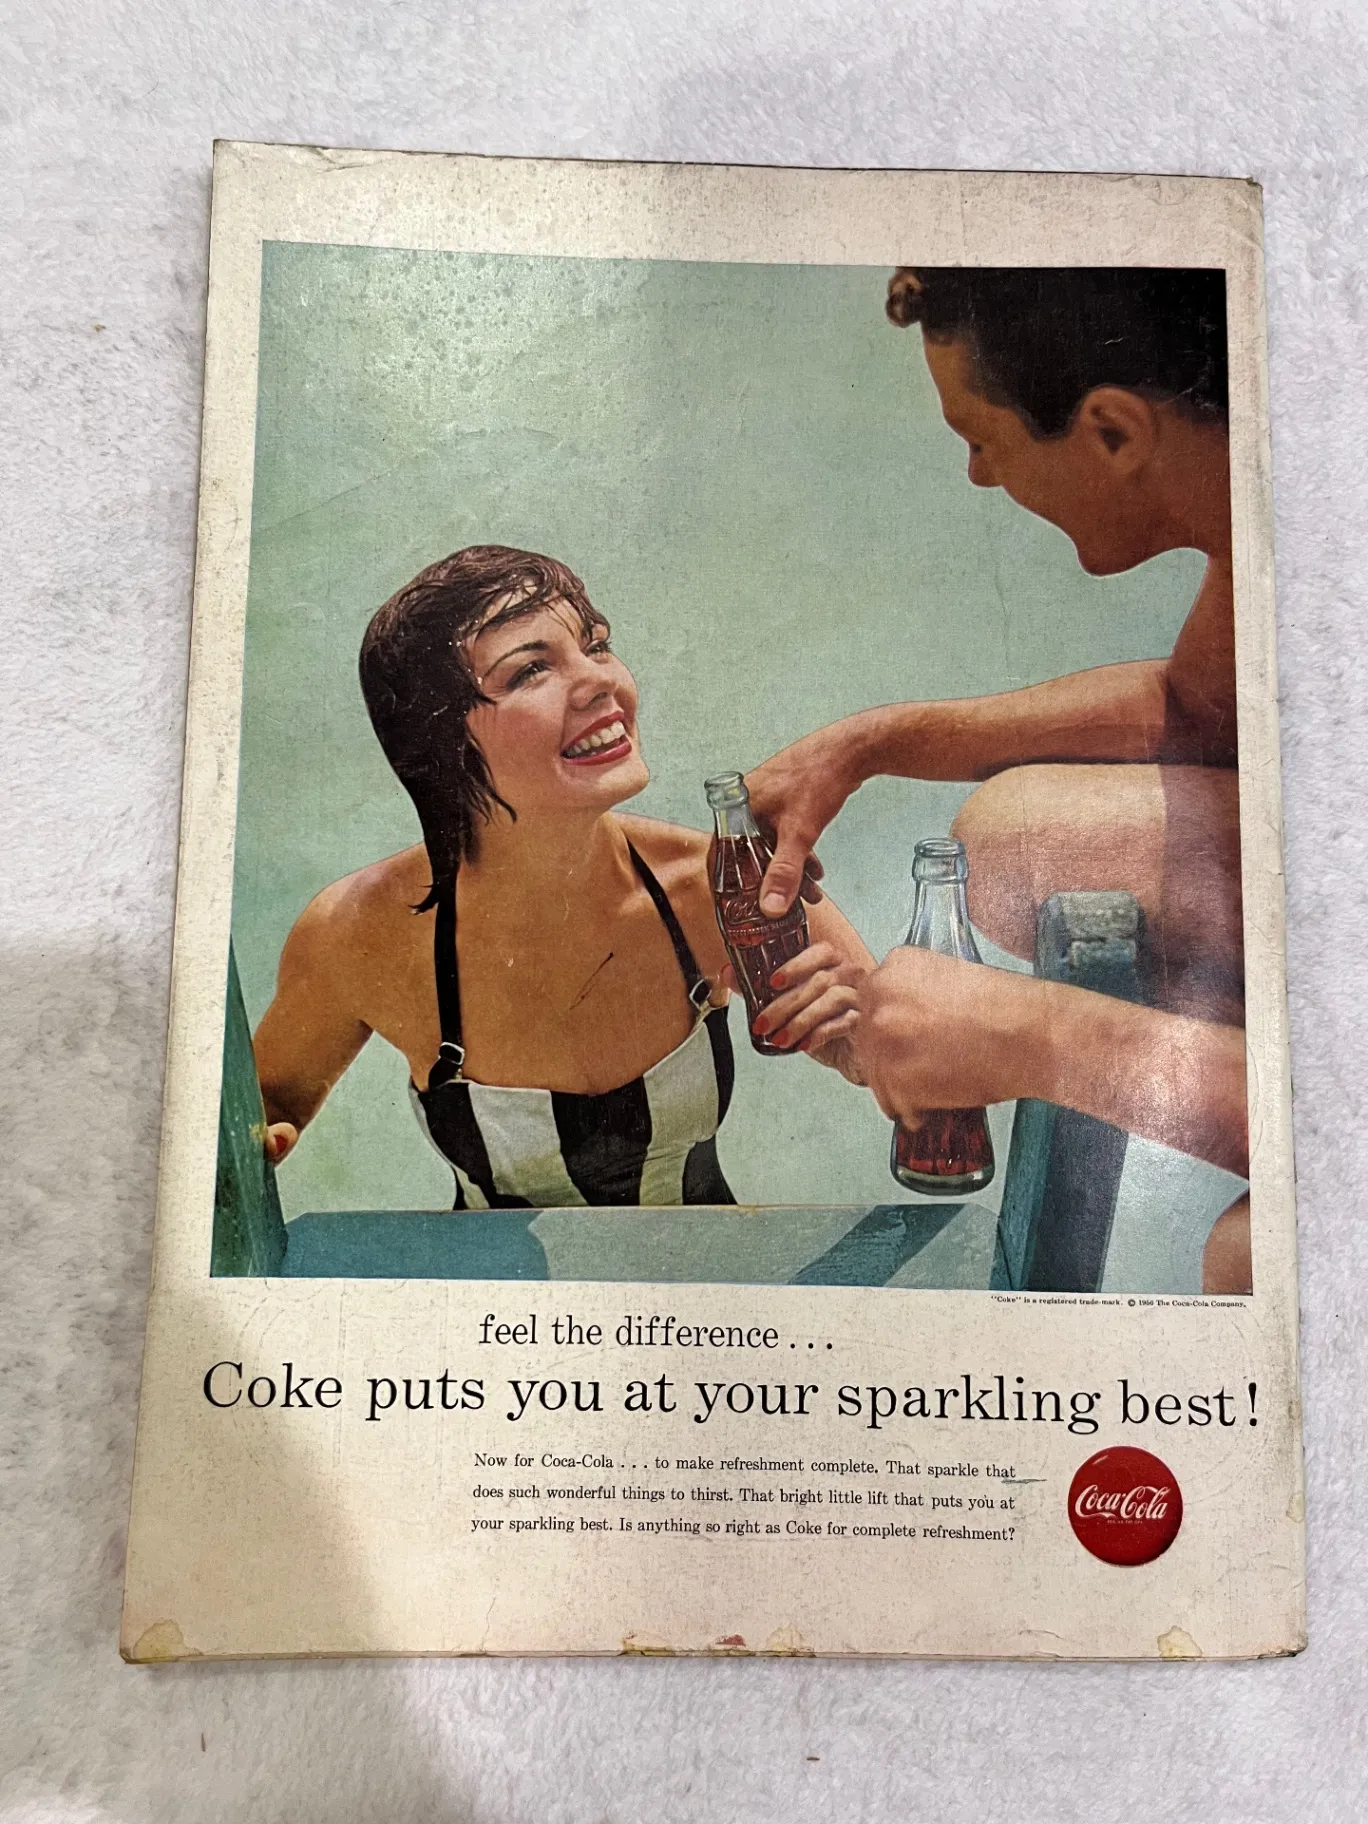 "Coke" is a registered trade-mark. © 1956 The Coca-Cola Company.
feel the difference . . .
Coke puts you at your sparkling best!
Now for Coca-Cola . . . to make refreshment complete. That sparkle that
does such wonderful things to thirst. That bright little lift that puts you at
your sparkling best. Is anything so right as Coke for complete refreshment?
Coca-Cola